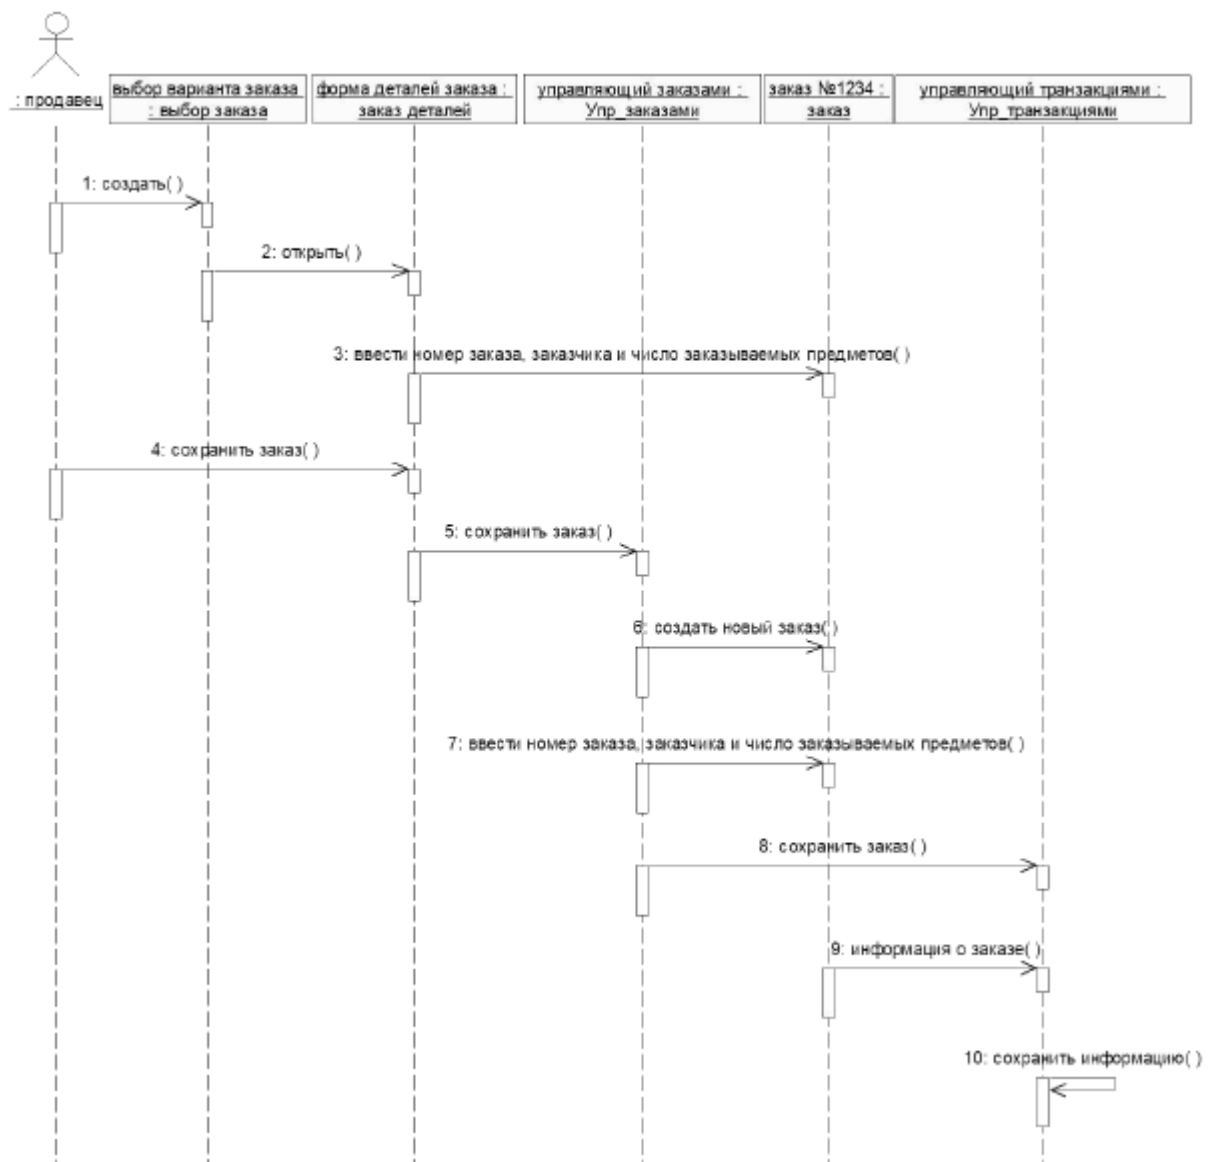 : продавец
выбор варианта заказа
: выбор заказа
форма деталей заказа :
заказ деталей
управляющий заказами :
Упр_заказами
заказ №1234 :
заказ
управляющий транзакциями :
Упр_транзакциями
1: создать( )
2: открыть( )
3: ввести номер заказа, заказчика и число заказываемых предметов( )
4: сохранить заказ( )
5: сохранить заказ( )
6: создать новый заказ( )
7: ввести номер заказа, заказчика и число заказываемых предметов( )
8: сохранить заказ( )
9: информация о заказе( )
10: сохранить информацию( )